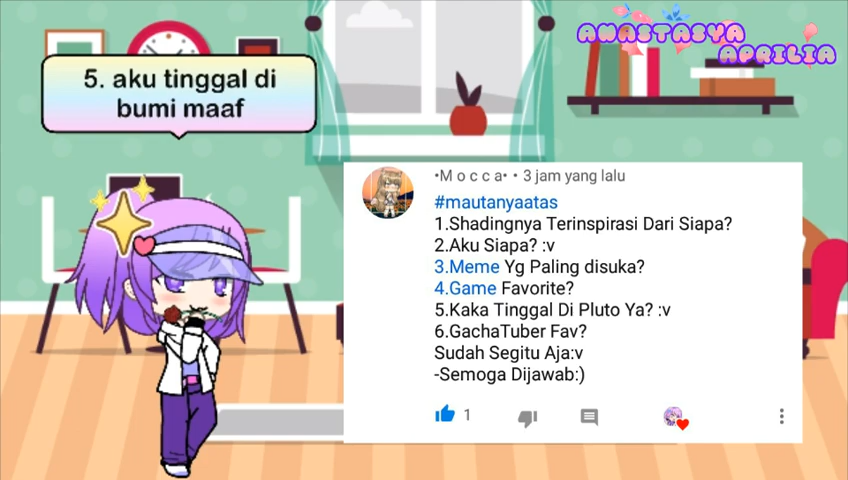 ANASTASYA
APRILIA
5. aku tinggal di
bumi maaf
•M o c c a• • 3 jam yang lalu
#mautanyaatas
1.Shadingnya Terinspirasi Dari Siapa?
2.Aku Siapa? :v
3.Meme Yg Paling disuka?
4.Game Favorite?
5.Kaka Tinggal Di Pluto Ya? :v
6.GachaTuber Fav?
Sudah Segitu Aja:v
-Semoga Dijawab:)
1